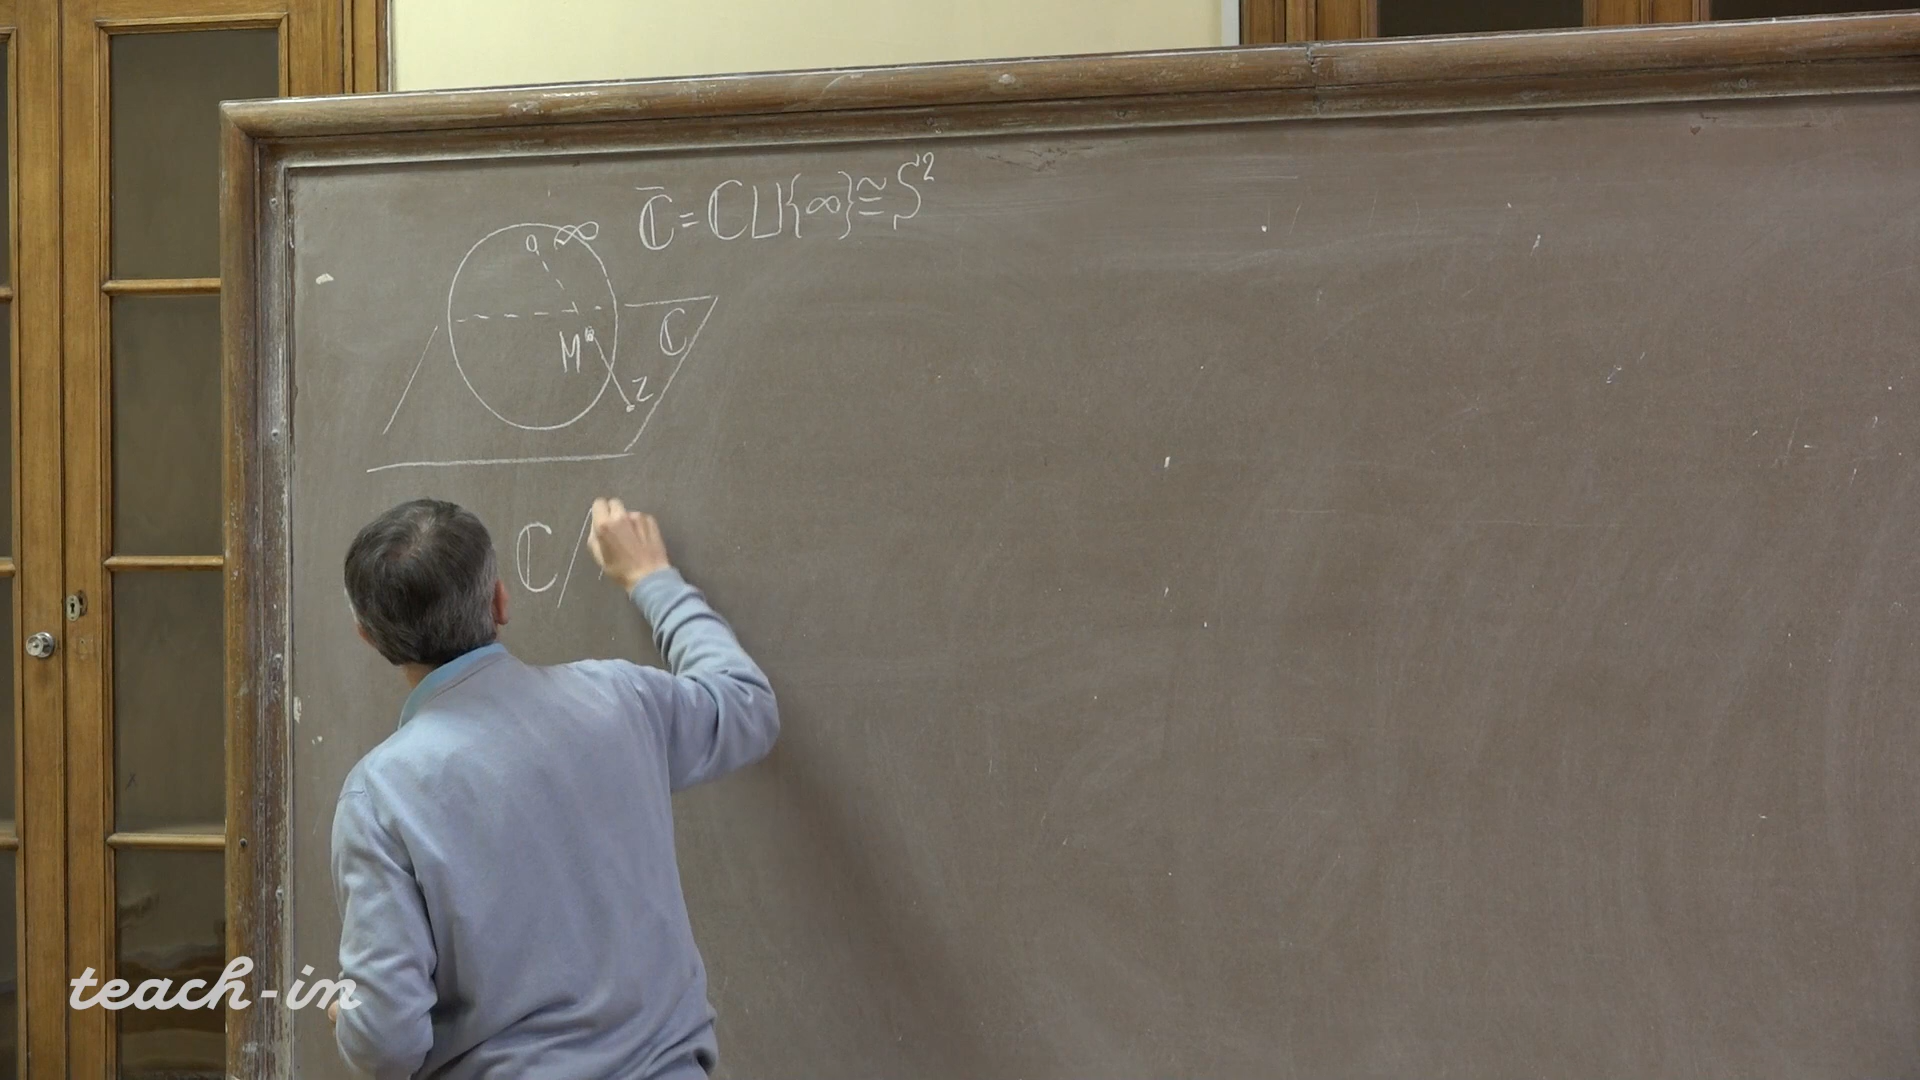 ℂ̅ = ℂ ⊔ {∞} ≅ S²
∞
M
ℂ
z
ℂ/
teach-in